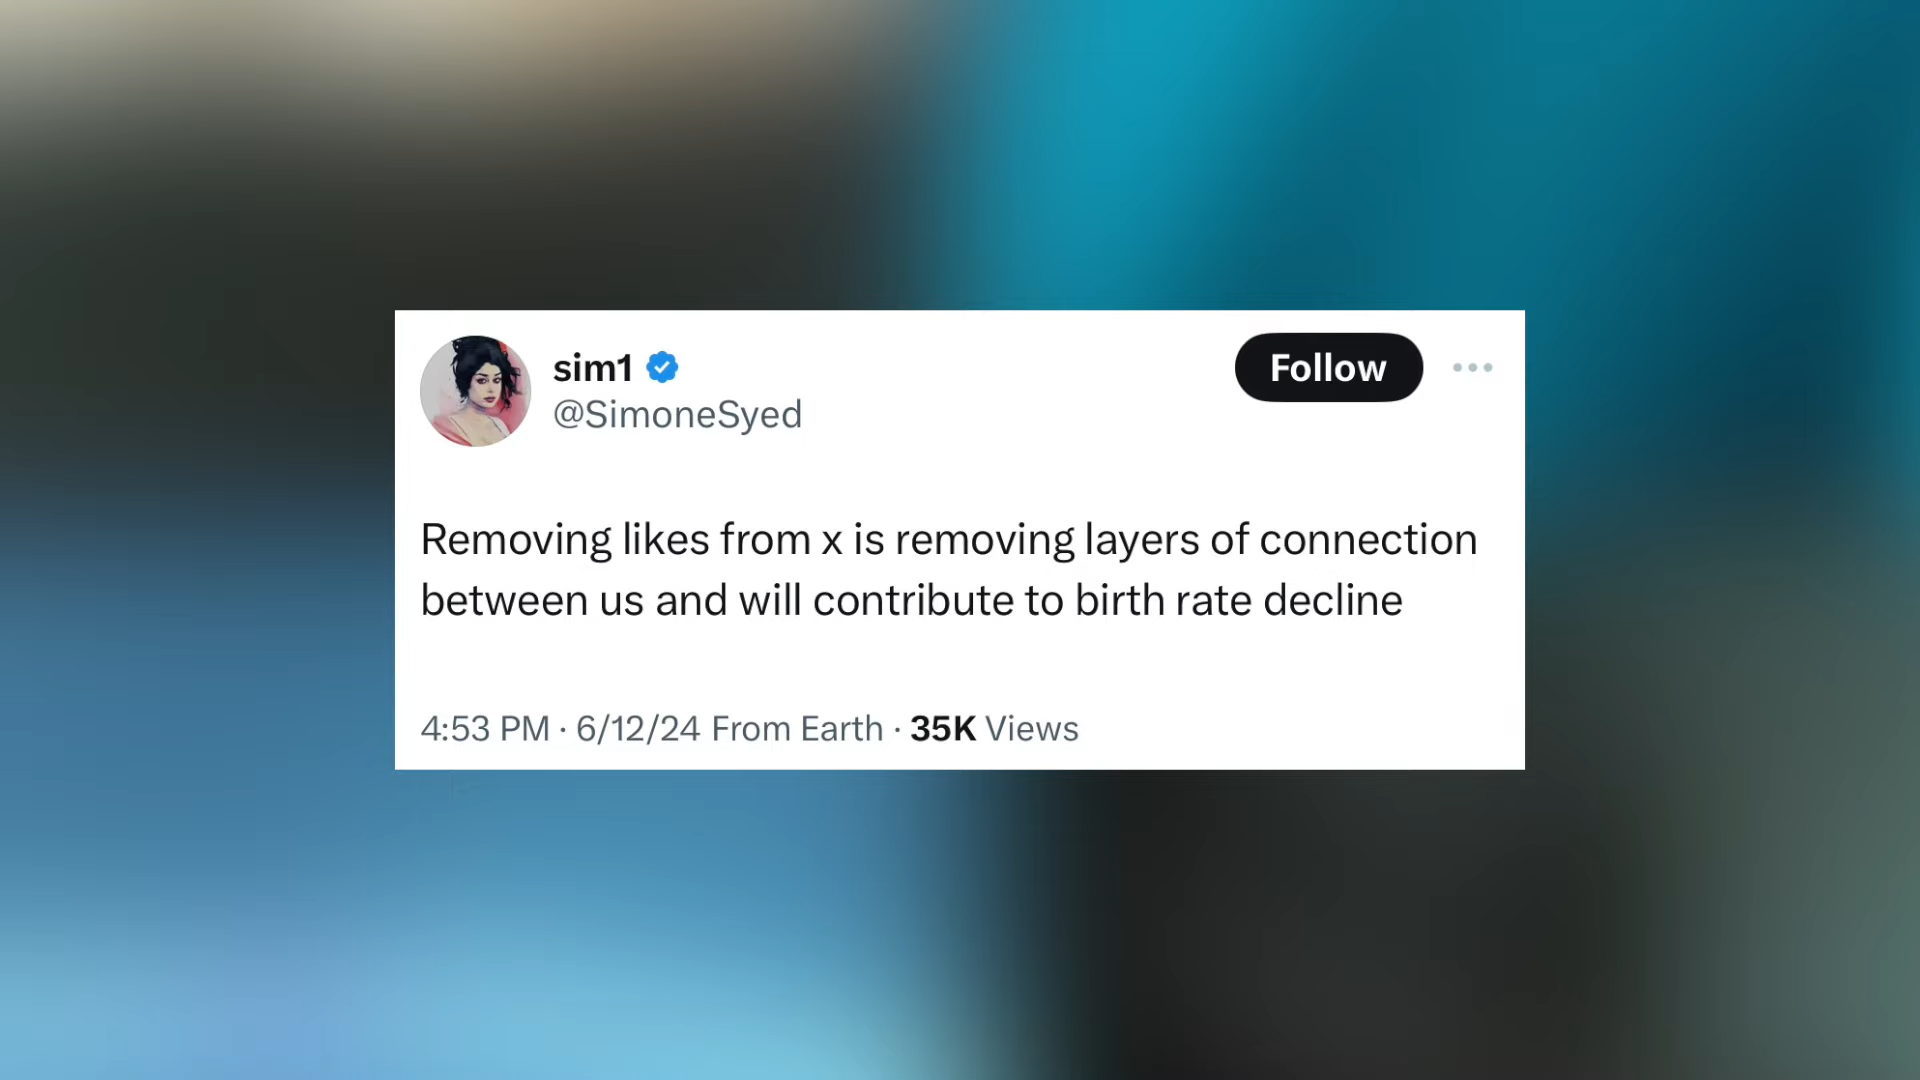 sim1
@SimoneSyed
Follow
Removing likes from x is removing layers of connection
between us and will contribute to birth rate decline
4:53 PM · 6/12/24 From Earth · 35K Views